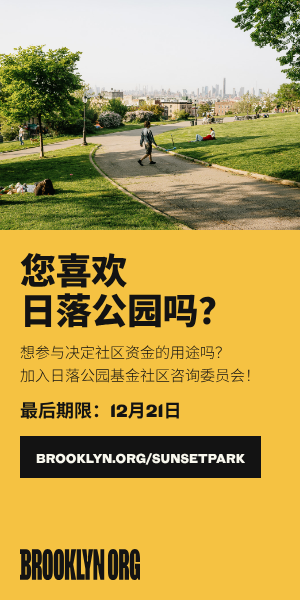 您喜欢
日落公园吗？
想参与决定社区资金的用途吗？
加入日落公园基金社区咨询委员会！
最后期限：12月21日
BROOKLYN.ORG/SUNSETPARK
BROOKLYN ORG